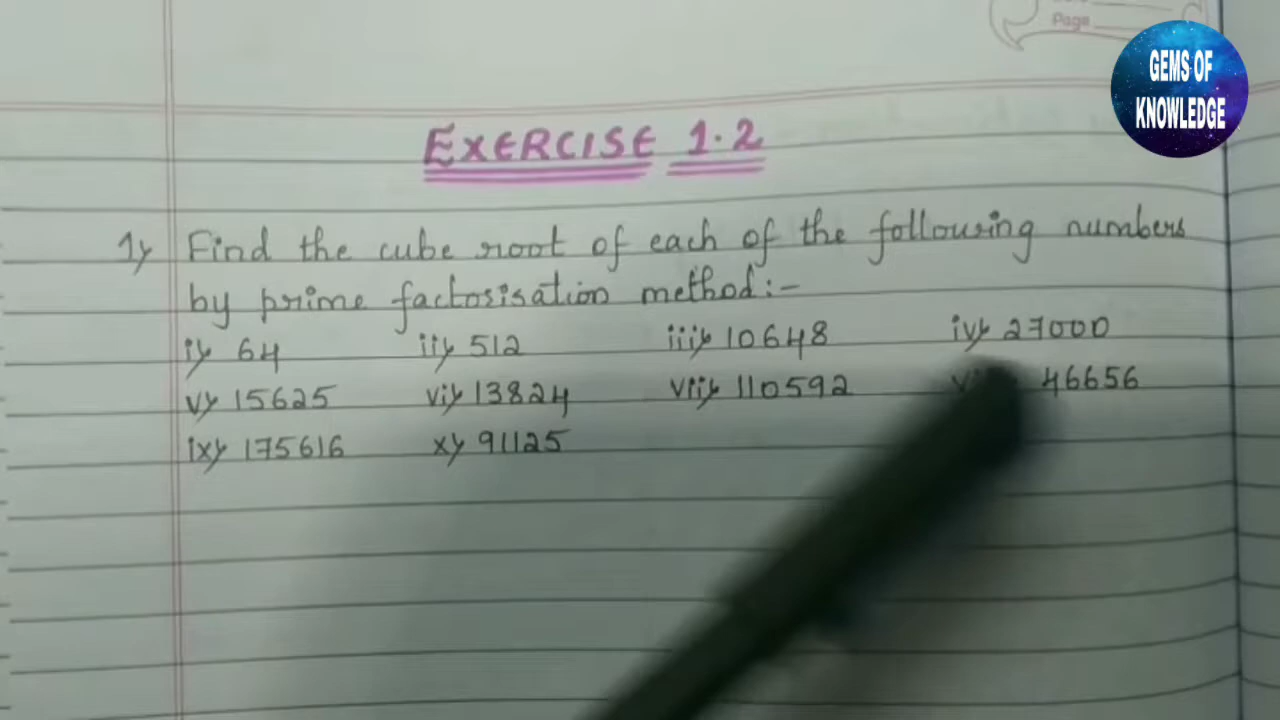 Page
GEMS OF
KNOWLEDGE
EXERCISE 1.2
1) Find the cube root of each of the following numbers
by prime factorisation method:-
i) 64 ii) 512 iii) 10648 iv) 27000
v) 15625 vi) 13824 vii) 110592 46656
ix) 175616 x) 91125